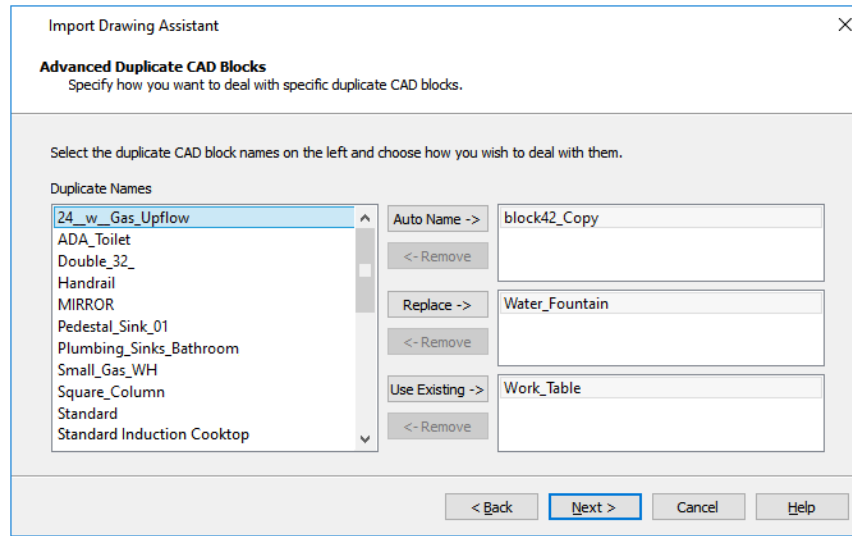 Import Drawing Assistant
Advanced Duplicate CAD Blocks
Specify how you want to deal with specific duplicate CAD blocks.
Select the duplicate CAD block names on the left and choose how you wish to deal with them.
Duplicate Names
24__w__Gas_Upflow
ADA_Toilet
Double_32_
Handrail
MIRROR
Pedestal_Sink_01
Plumbing_Sinks_Bathroom
Small_Gas_WH
Square_Column
Standard
Standard Induction Cooktop
Auto Name ->
<- Remove
block42_Copy
Replace ->
<- Remove
Water_Fountain
Use Existing ->
<- Remove
Work_Table
< Back
Next >
Cancel
Help